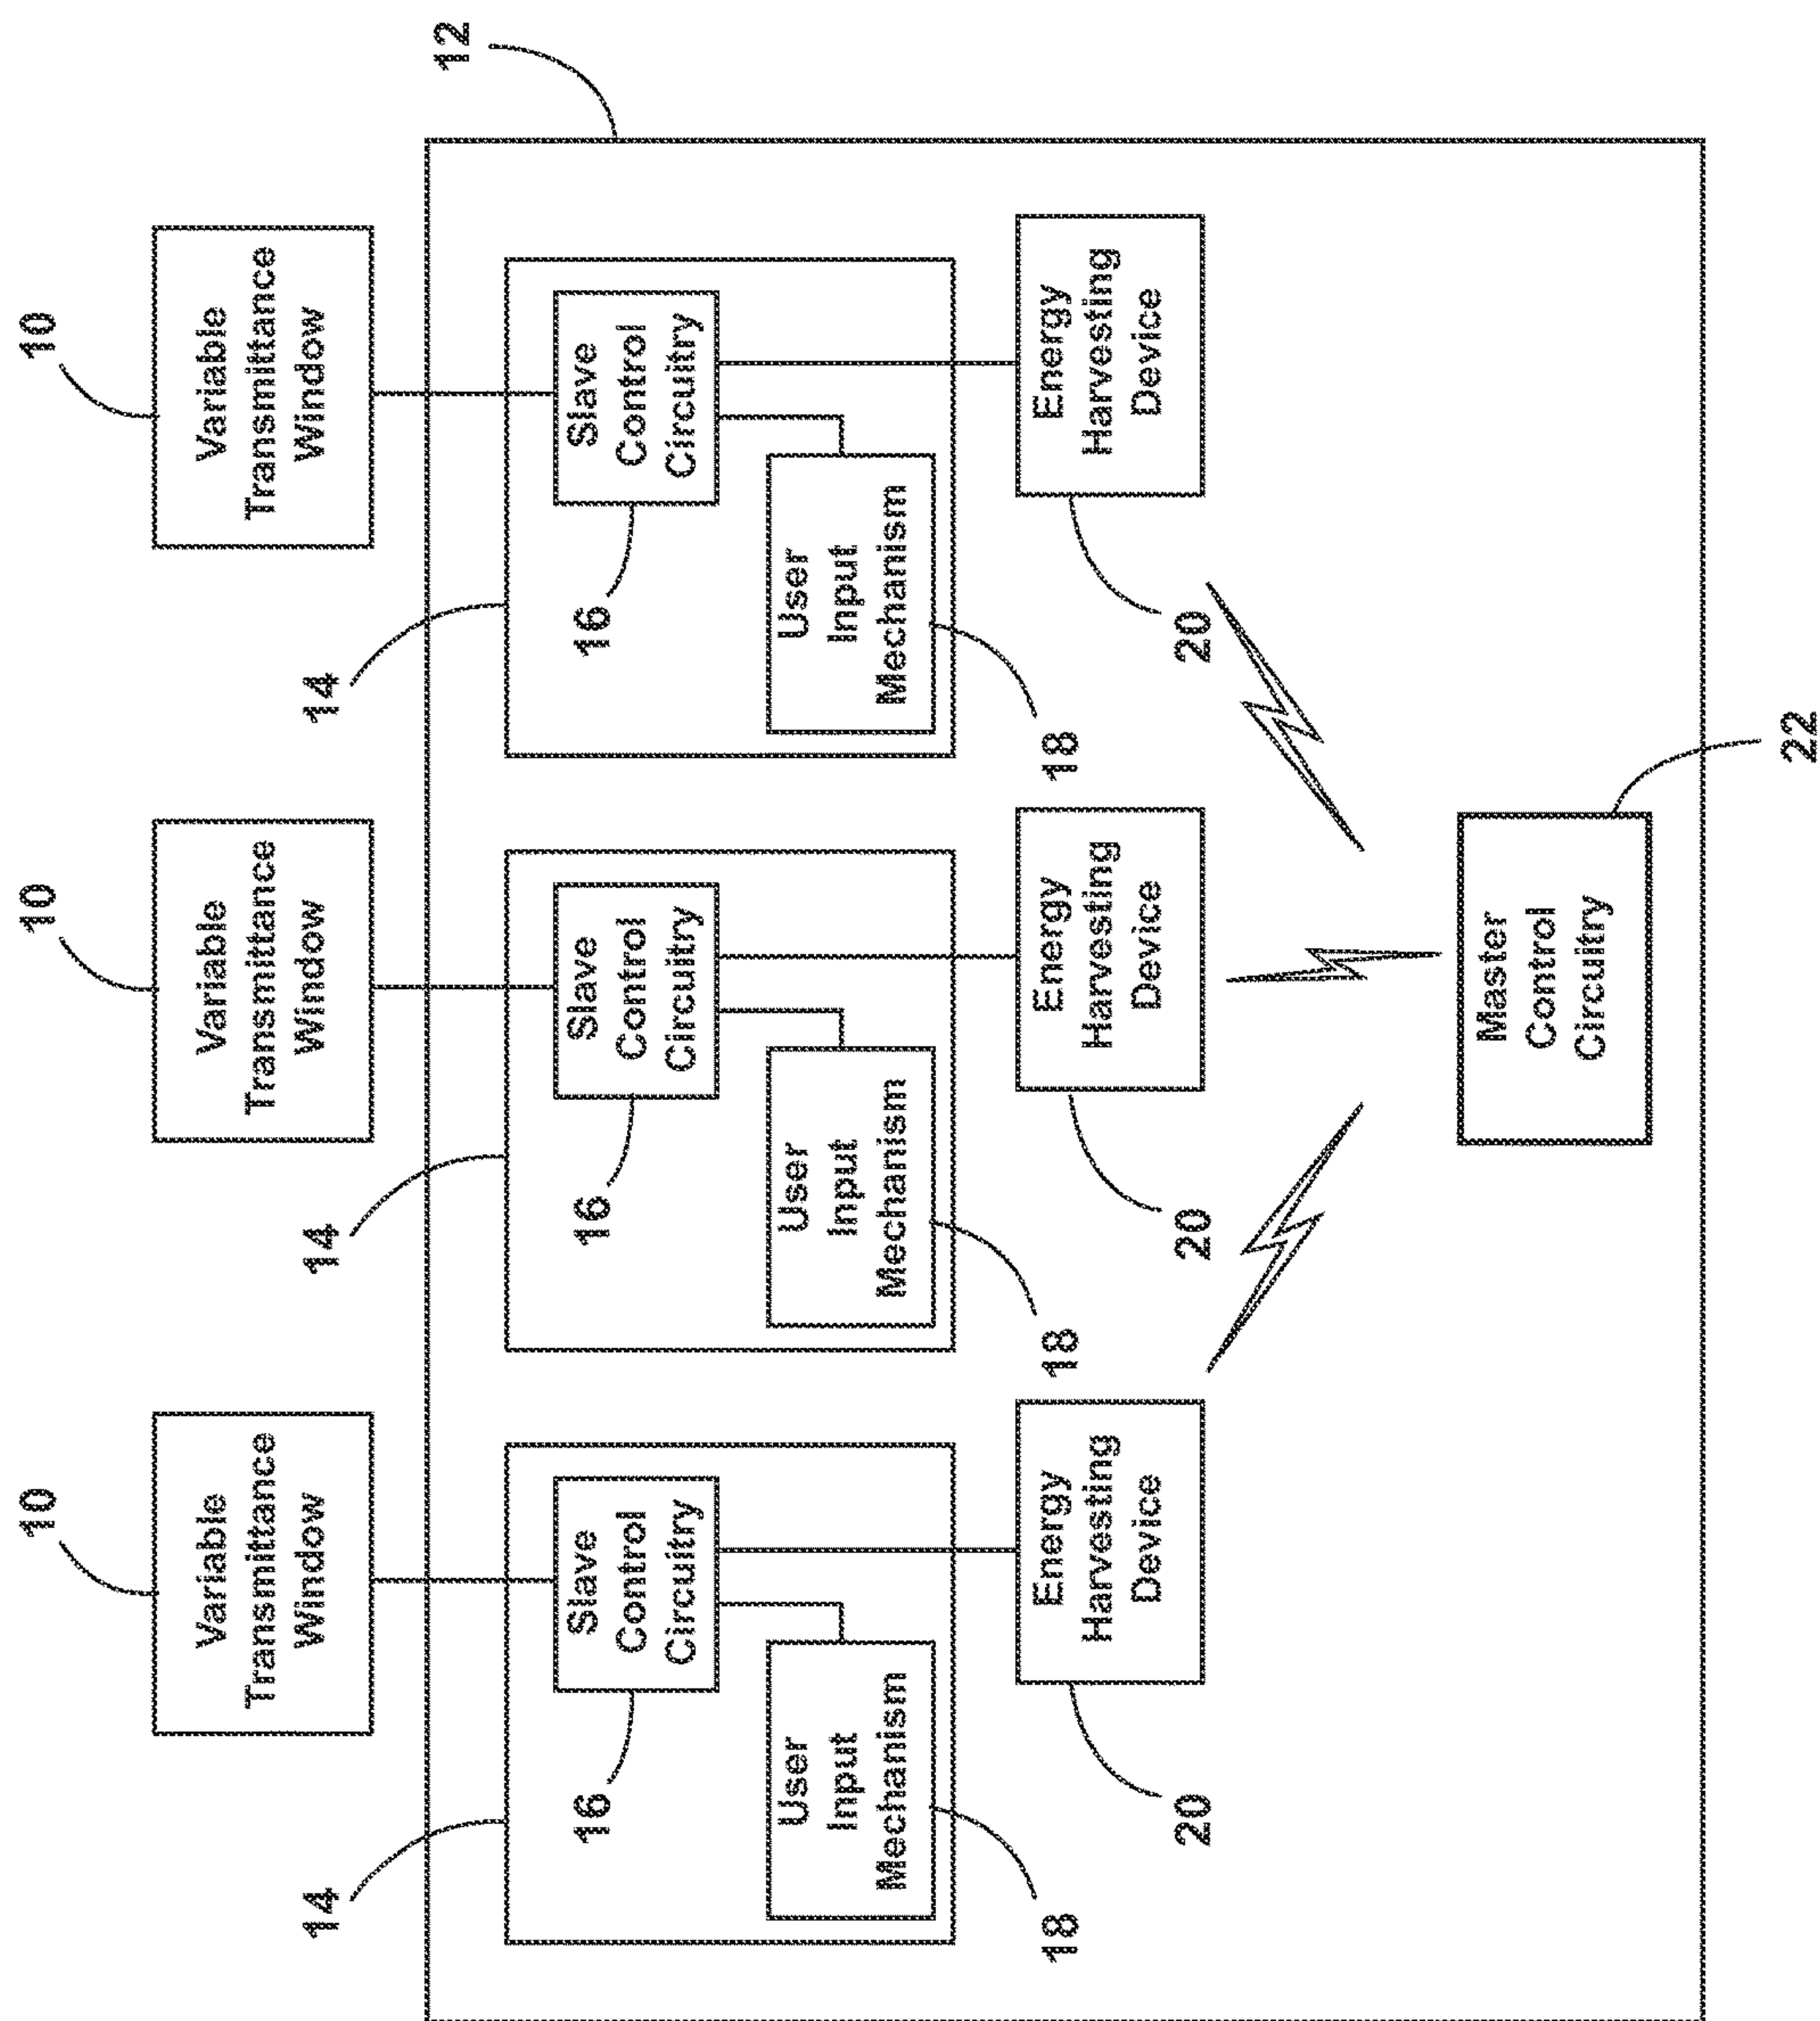 10
10
10
Variable
Transmittance
Window
Variable
Transmittance
Window
Variable
Transmittance
Window
14
14
14
12
Slave
Control
Circuitry
Slave
Control
Circuitry
Slave
Control
Circuitry
16
16
16
User
Input
Mechanism
User
Input
Mechanism
User
Input
Mechanism
18
18
18
Energy
Harvesting
Device
Energy
Harvesting
Device
Energy
Harvesting
Device
20
20
20
Master
Control
Circuitry
22